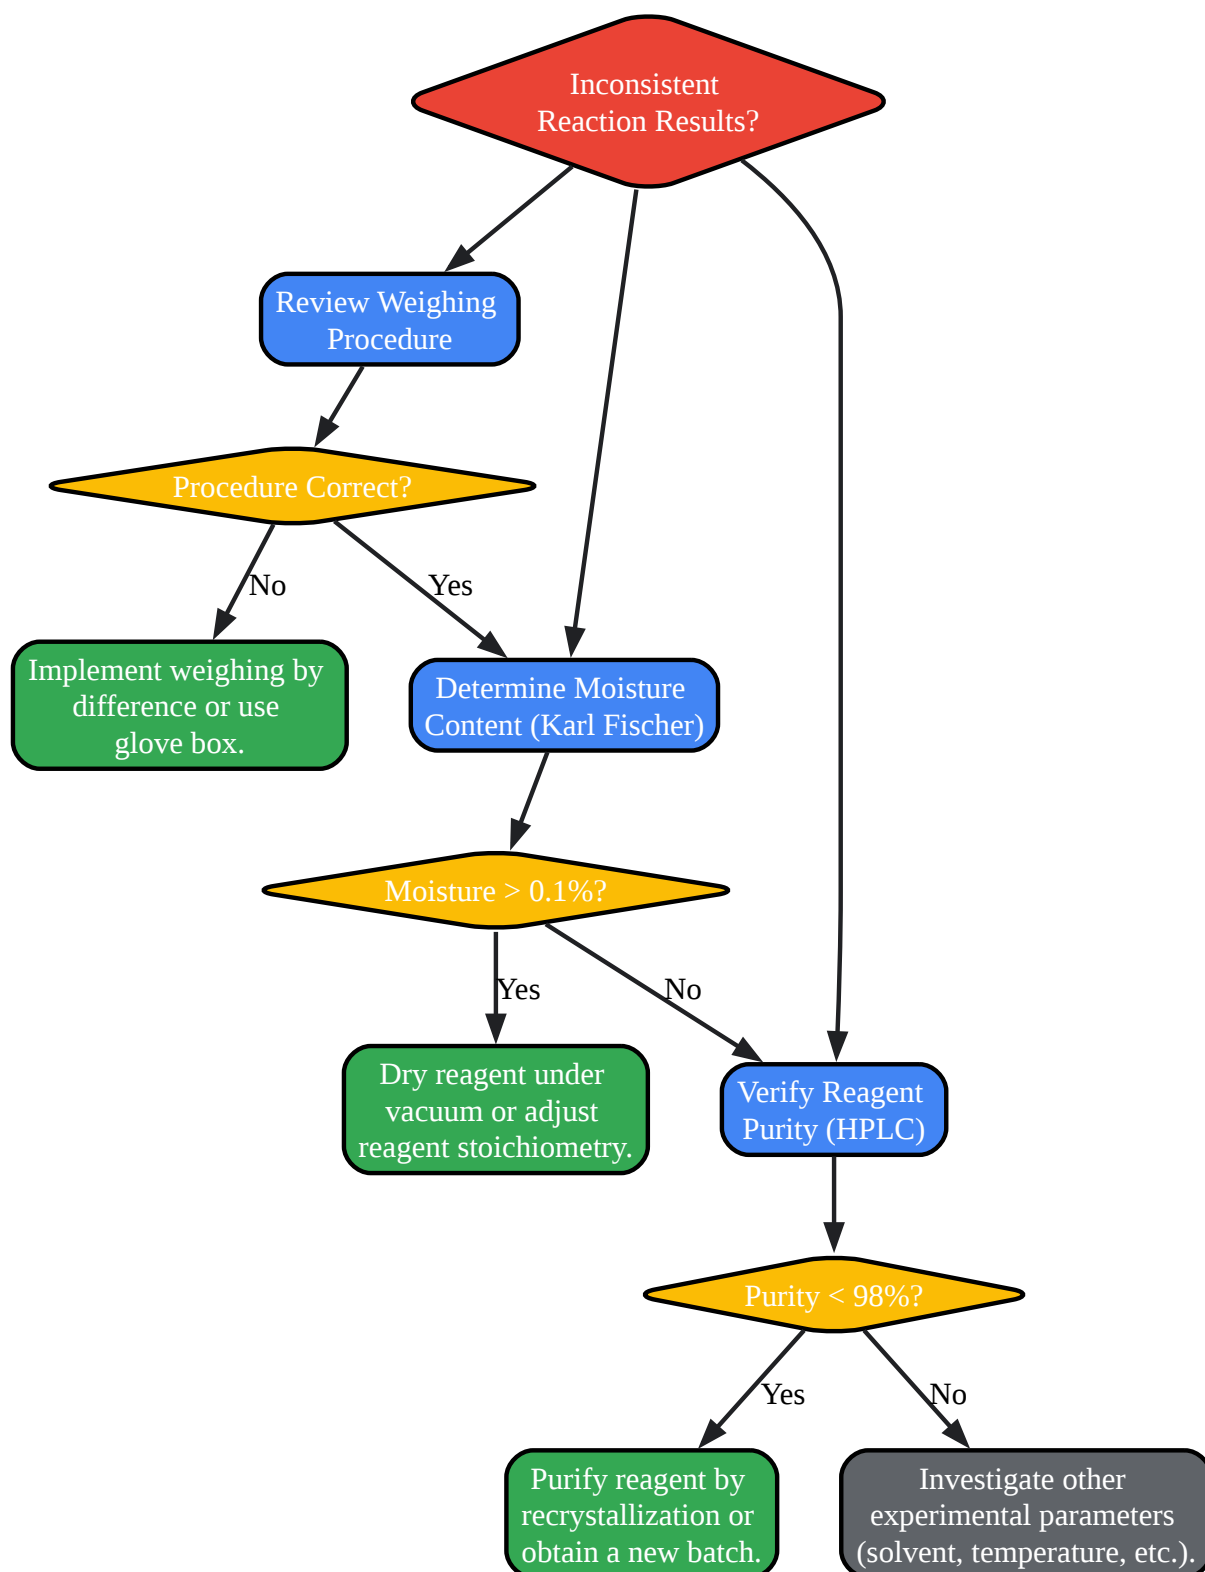 Inconsistent
Reaction Results?
Review Weighing
Procedure
Procedure Correct?
No
Yes
Implement weighing by
difference or use
glove box.
Determine Moisture
Content (Karl Fischer)
Moisture > 0.1%?
Yes
No
Dry reagent under
vacuum or adjust
reagent stoichiometry.
Verify Reagent
Purity (HPLC)
Purity < 98%?
Yes
No
Purify reagent by
recrystallization or
obtain a new batch.
Investigate other
experimental parameters
(solvent, temperature, etc.).